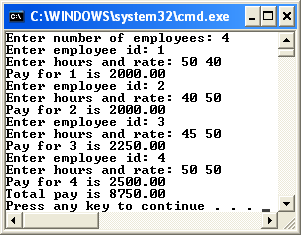 C:\WINDOWS\system32\cmd.exe
Enter number of employees: 4
Enter employee id: 1
Enter hours and rate: 50 40
Pay for 1 is 2000.00
Enter employee id: 2
Enter hours and rate: 40 50
Pay for 2 is 2000.00
Enter employee id: 3
Enter hours and rate: 45 50
Pay for 3 is 2250.00
Enter employee id: 4
Enter hours and rate: 50 50
Pay for 4 is 2500.00
Total pay is 8750.00
Press any key to continue . . . _